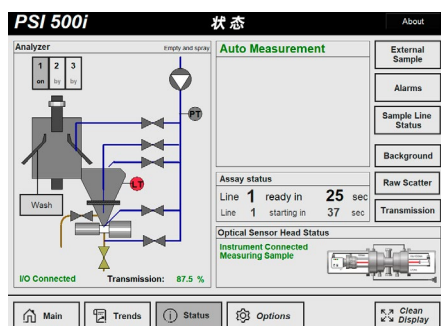 PSI 500i 状态 About
Analyzer Empty and spray
1 2 3
on by by
PT
LT
Wash
I/O Connected Transmission: 87.5 %
Auto Measurement
Assay status
Line 1 ready in 25 sec
Line 1 starting in 37 sec
Optical Sensor Head Status
Instrument Connected
Measuring Sample
External
Sample
Alarms
Sample Line
Status
Background
Raw Scatter
Transmission
Main Trends Status Options Clean
Display